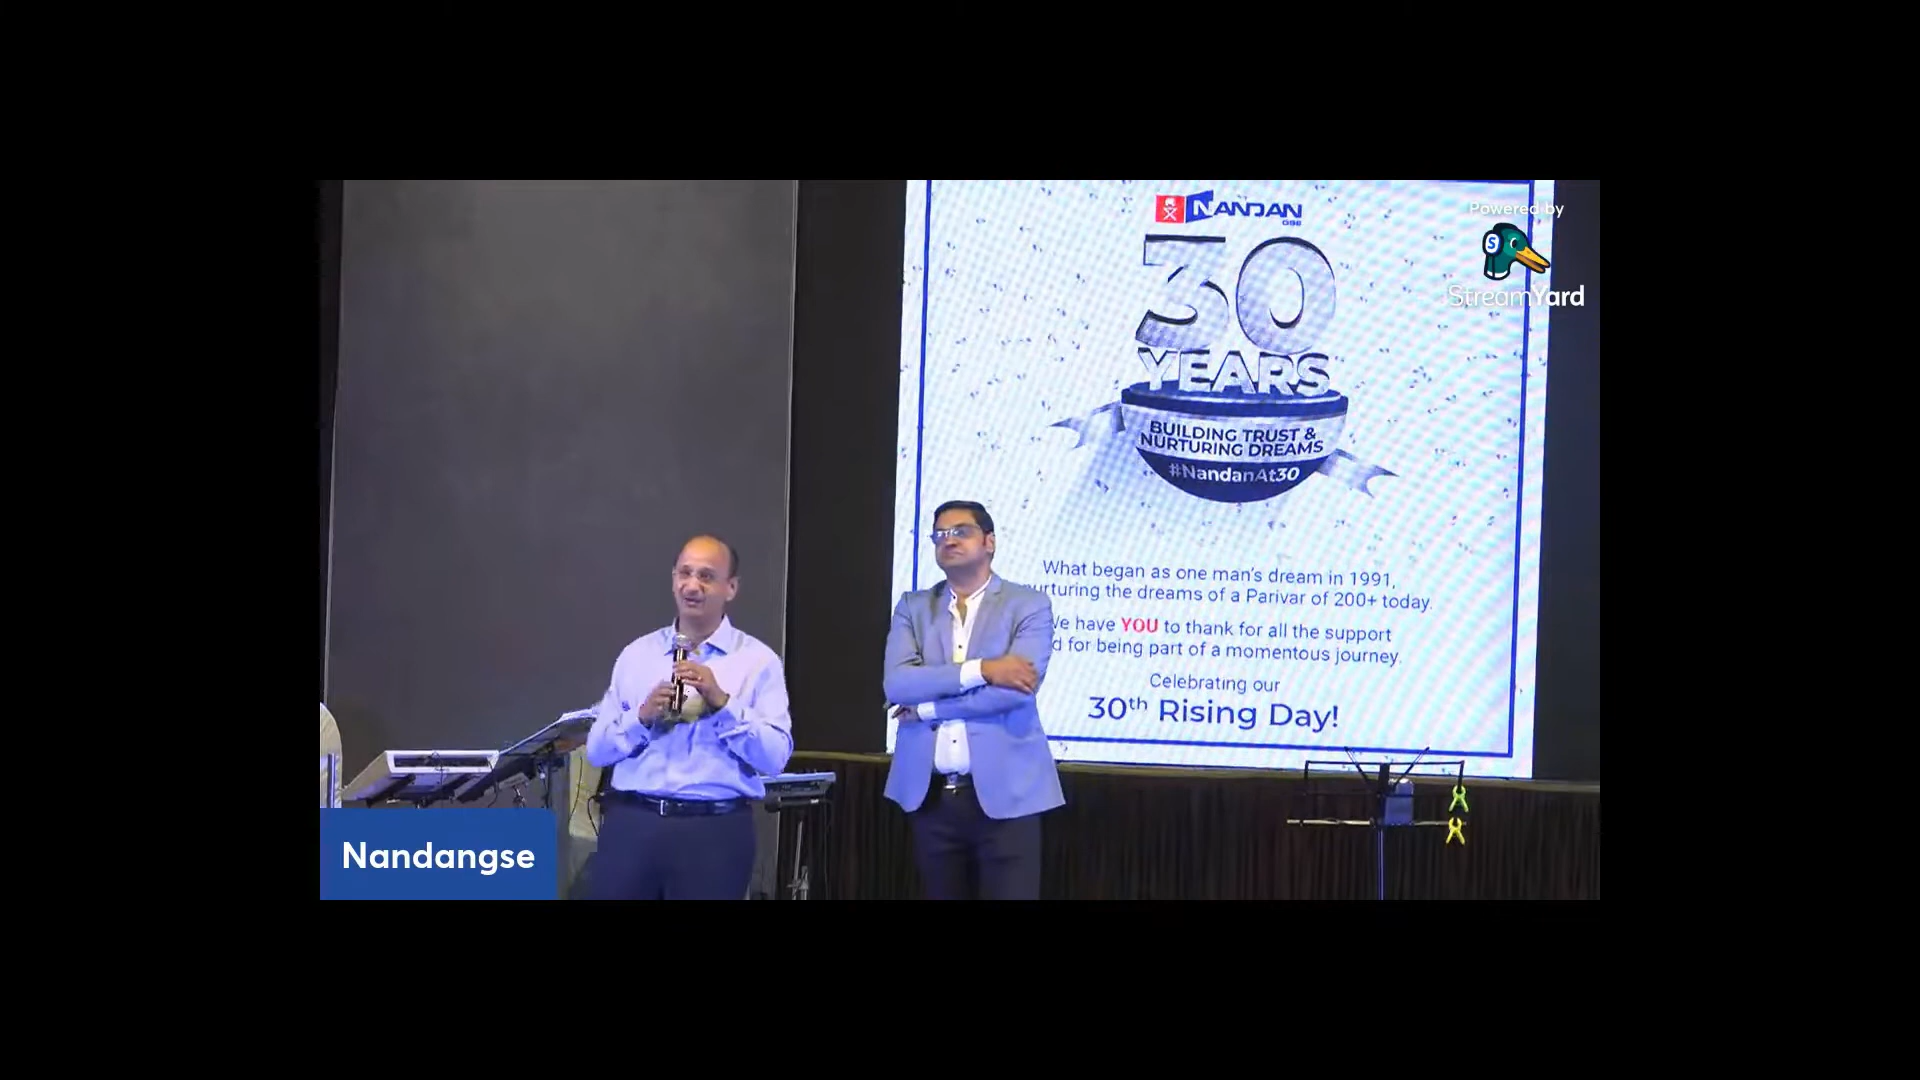 NANDAN
GSE
Powered by
StreamYard
30
YEARS
BUILDING TRUST &
NURTURING DREAMS
#NandanAt30
What began as one man's dream in 1991,
the dreams of a Parivar of 200+ today.
have YOU to thank for all the support
for being part of a momentous journey.
Celebrating our
30th Rising Day!
Nandangse